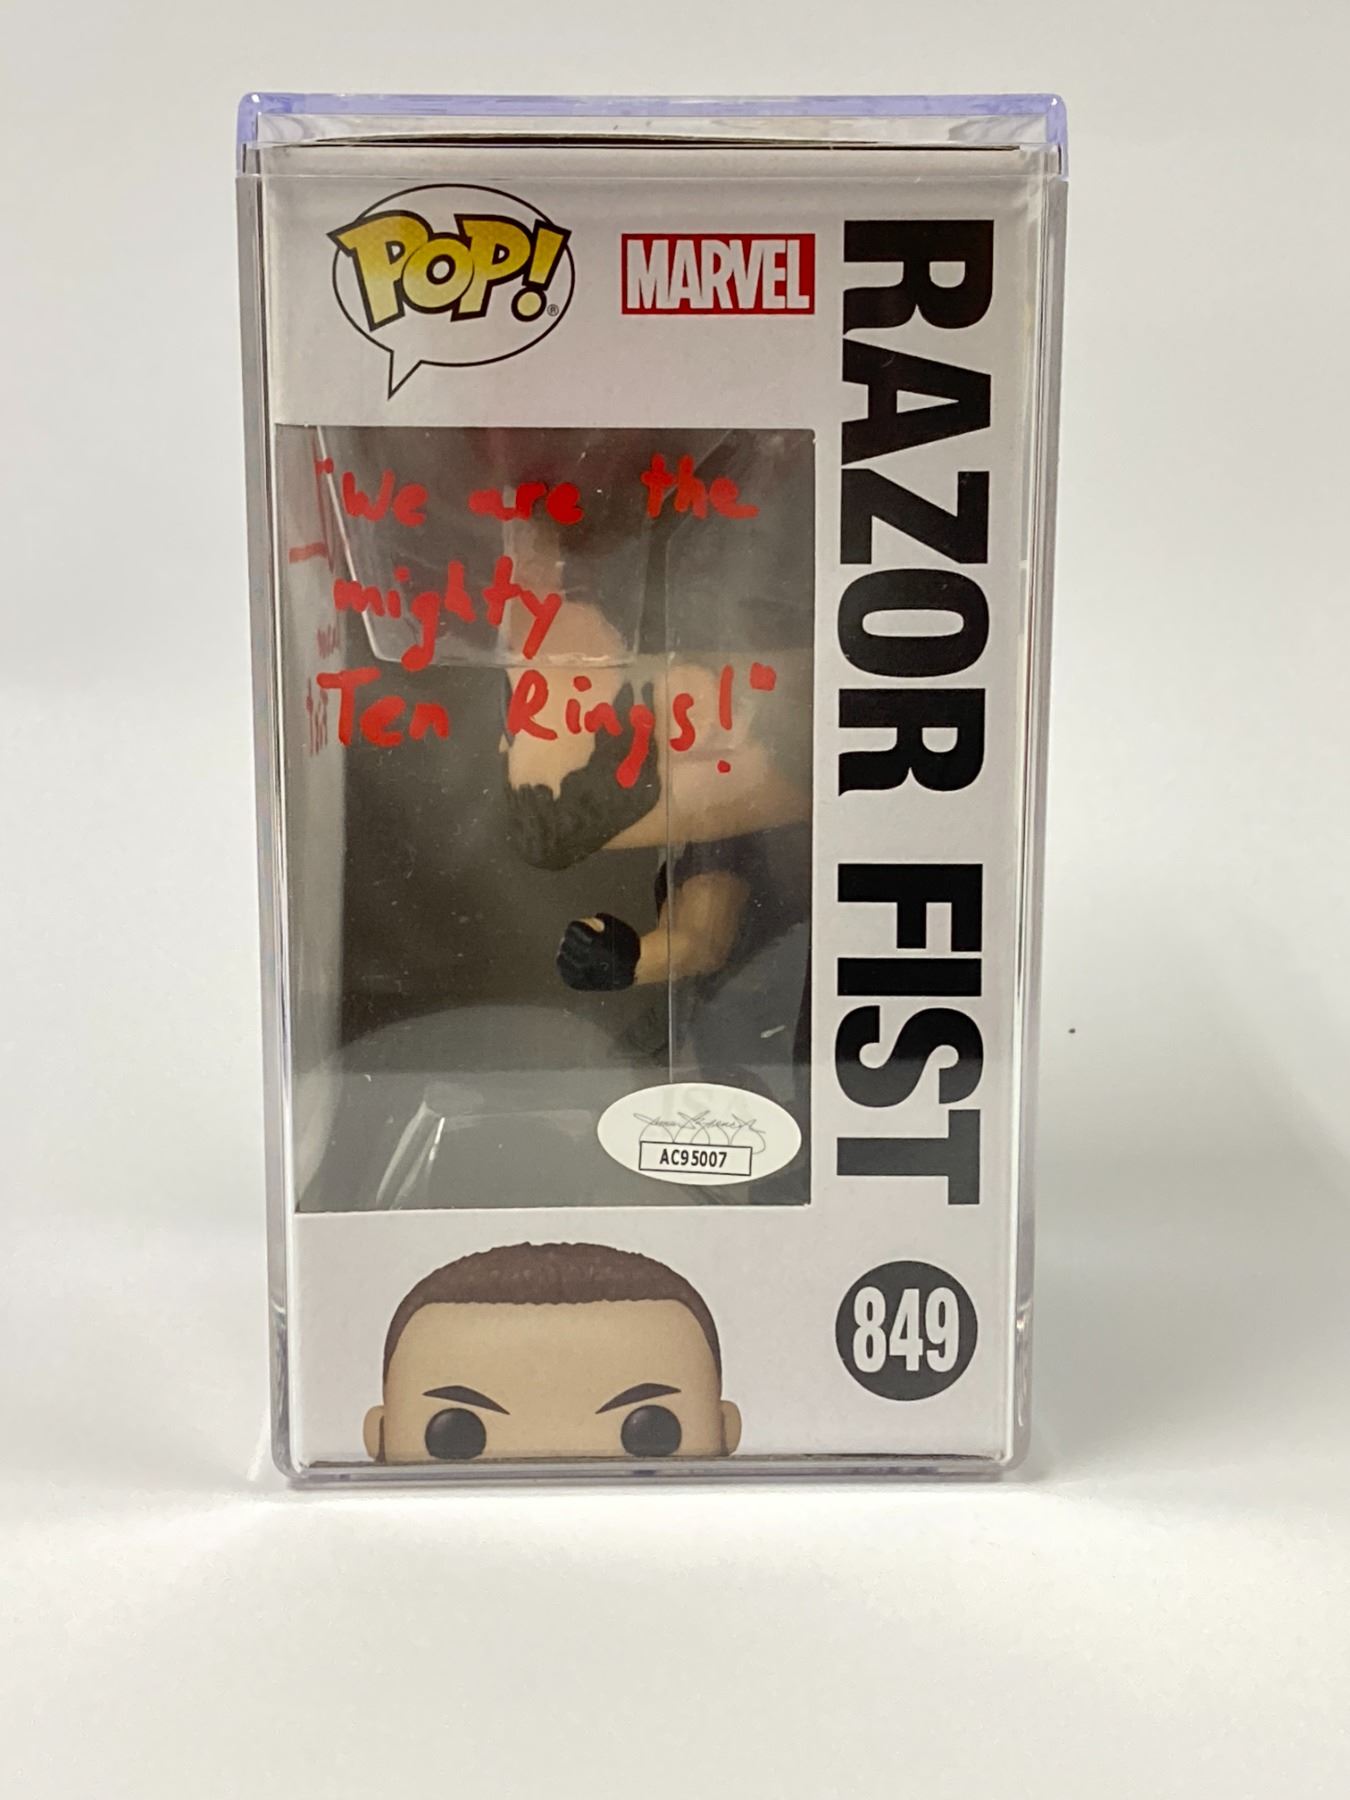 POP!
®
MARVEL
RAZOR FIST
"We are the
mighty
Ten Rings!"
AC95007
849